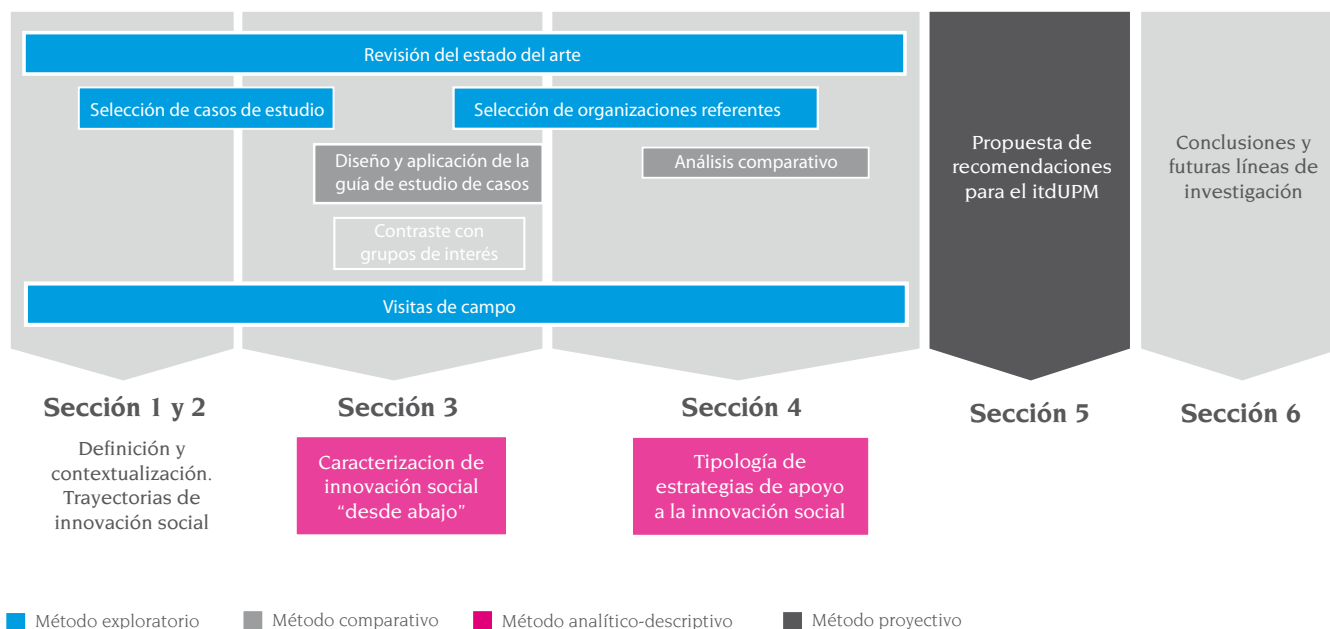 Revisión del estado del arte
Selección de casos de estudio
Selección de organizaciones referentes
Diseño y aplicación de la
guía de estudio de casos
Análisis comparativo
Contraste con
grupos de interés
Visitas de campo
Propuesta de
recomendaciones
para el itdUPM
Conclusiones y
futuras líneas de
investigación
Sección 1 y 2
Definición y
contextualización.
Trayectorias de
innovación social
Sección 3
Caracterizacion de
innovación social
“desde abajo”
Sección 4
Tipología de
estrategias de apoyo
a la innovación social
Sección 5
Sección 6
Método exploratorio
Método comparativo
Método analítico-descriptivo
Método proyectivo